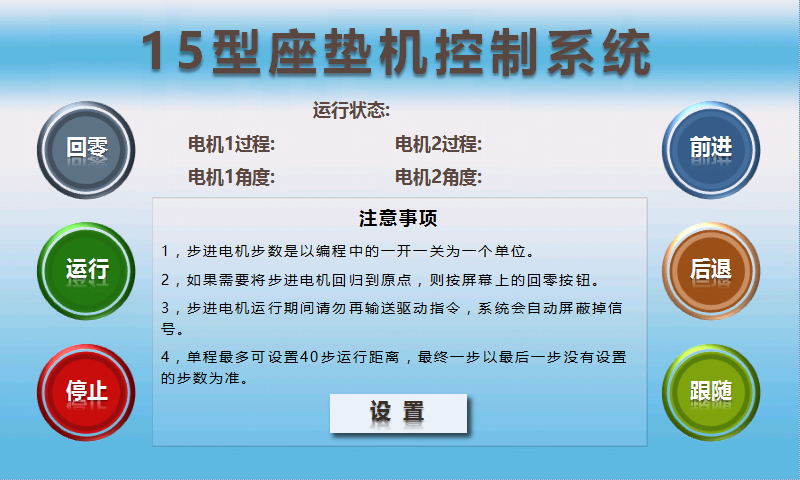 15型座垫机控制系统
运行状态:
回零
电机1过程: 电机2过程:
前进
电机1角度: 电机2角度:
注意事项
1，步进电机步数是以编程中的一开一关为一个单位。
运行
2，如果需要将步进电机回归到原点，则按屏幕上的回零按钮。
后退
3，步进电机运行期间请勿再输送驱动指令，系统会自动屏蔽掉信
号。
4，单程最多可设置40步运行距离，最终一步以最后一步没有设置
的步数为准。
停止
跟随
设 置